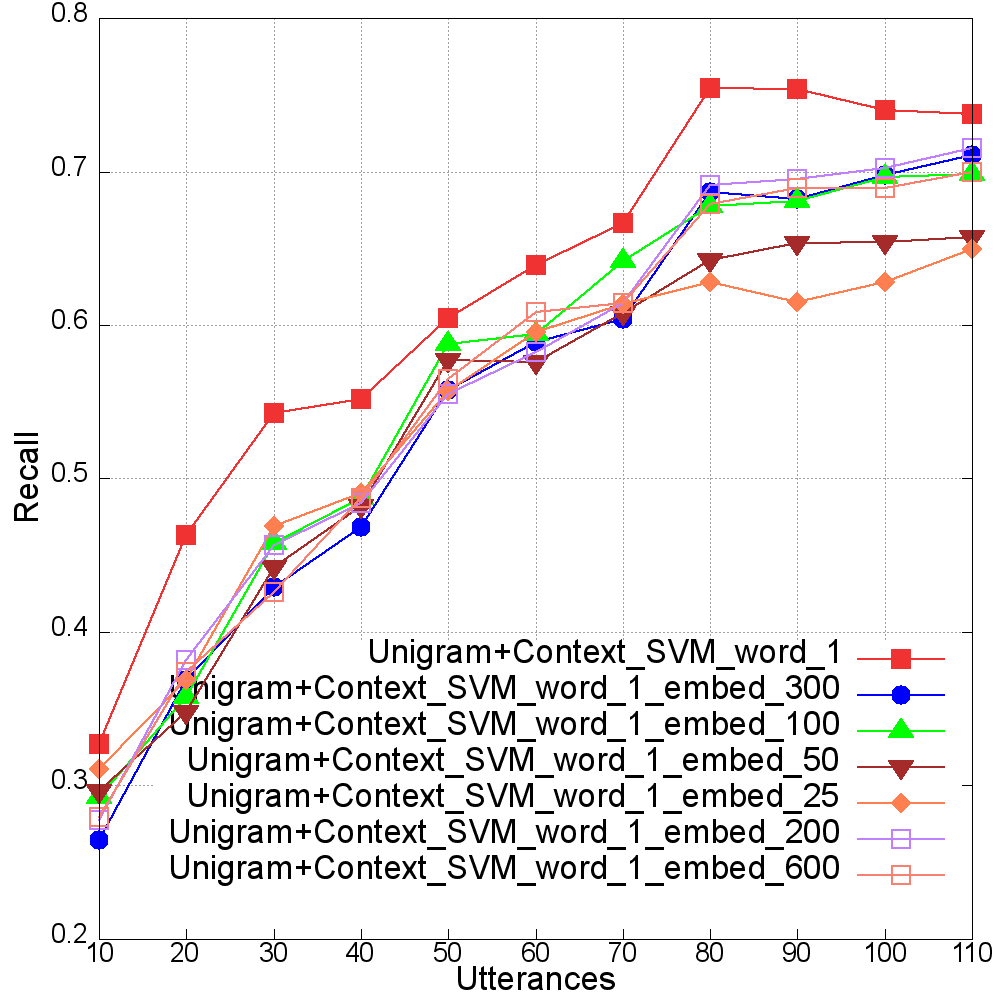 0.8
0.7
0.6
0.5
0.4
0.3
0.2
Recall
Unigram+Context_SVM_word_1
Unigram+Context_SVM_word_1_embed_300
Unigram+Context_SVM_word_1_embed_100
Unigram+Context_SVM_word_1_embed_50
Unigram+Context_SVM_word_1_embed_25
Unigram+Context_SVM_word_1_embed_200
Unigram+Context_SVM_word_1_embed_600
10 20 30 40 50 60 70 80 90 100 110
Utterances